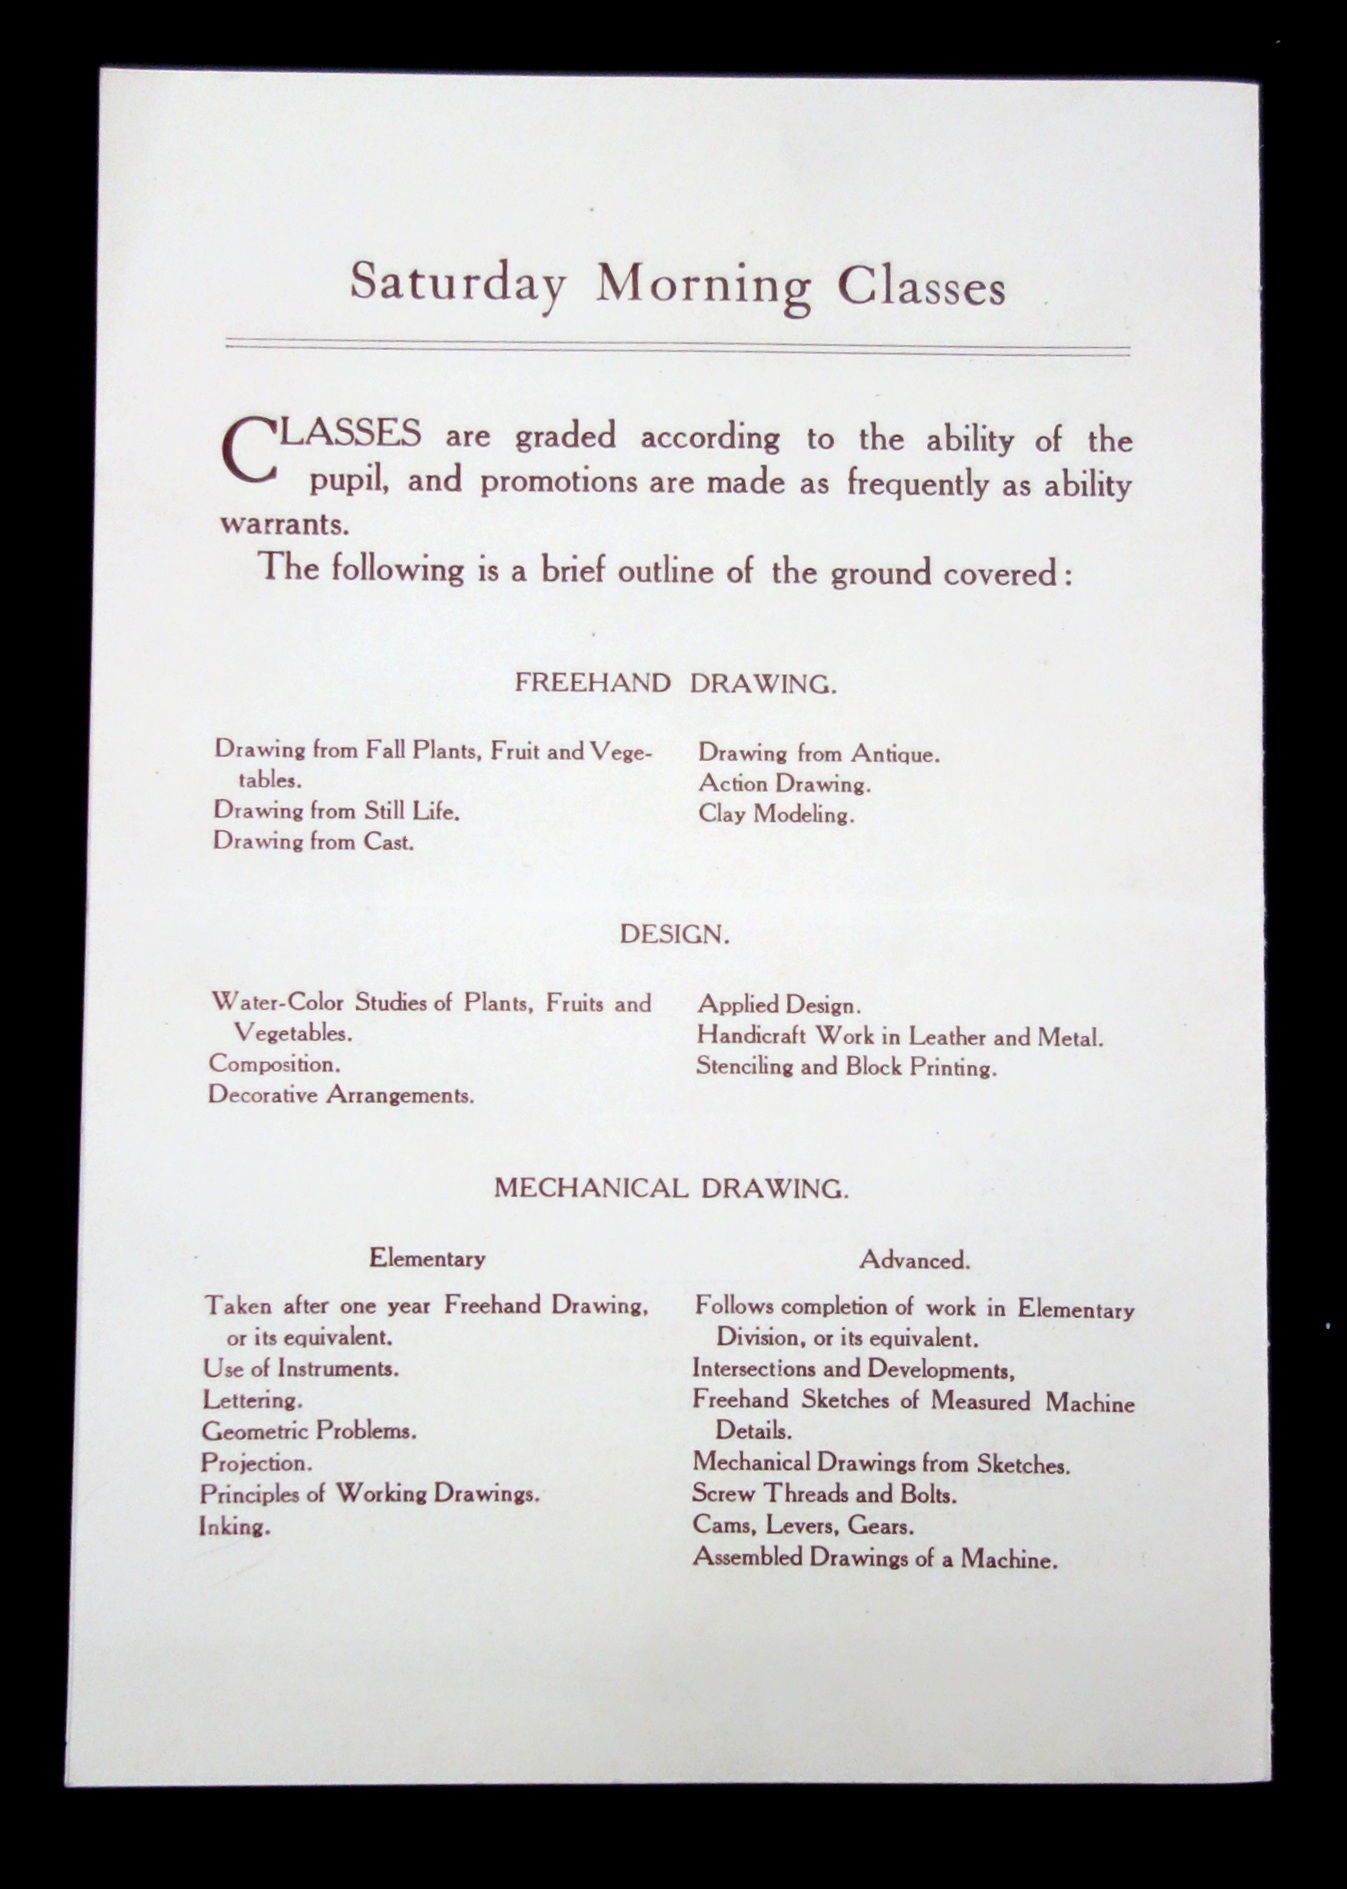 Saturday Morning Classes
CLASSES are graded according to the ability of the
pupil, and promotions are made as frequently as ability
warrants.
The following is a brief outline of the ground covered:
FREEHAND DRAWING.
Drawing from Fall Plants, Fruit and Vege-
tables.
Drawing from Still Life.
Drawing from Cast.
Drawing from Antique.
Action Drawing.
Clay Modeling.
DESIGN.
Water-Color Studies of Plants, Fruits and
Vegetables.
Composition.
Decorative Arrangements.
Applied Design.
Handicraft Work in Leather and Metal.
Stenciling and Block Printing.
MECHANICAL DRAWING.
Elementary
Taken after one year Freehand Drawing,
or its equivalent.
Use of Instruments.
Lettering.
Geometric Problems.
Projection.
Principles of Working Drawings.
Inking.
Advanced.
Follows completion of work in Elementary
Division, or its equivalent.
Intersections and Developments,
Freehand Sketches of Measured Machine
Details.
Mechanical Drawings from Sketches.
Screw Threads and Bolts.
Cams, Levers, Gears.
Assembled Drawings of a Machine.